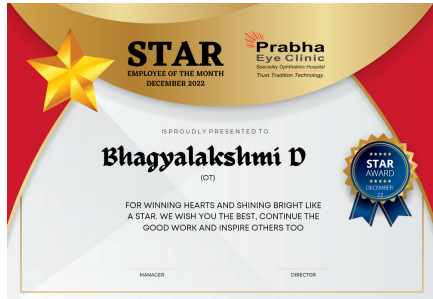 STAR
EMPLOYEE OF THE MONTH
DECEMBER 2022
Prabha
Eye Clinic
Speciality Ophthalmic Hospital
Trust.Tradition.Technology.
ISPROUDLY PRESENTED TO
Bhagyalakshmi D
(OT)
FOR WINNING HEARTS AND SHINING BRIGHT LIKE
A STAR. WE WISH YOU THE BEST, CONTINUE THE
GOOD WORK AND INSPIRE OTHERS TOO
STAR
AWARD
DECEMBER
22
MANAGER
DIRECTOR